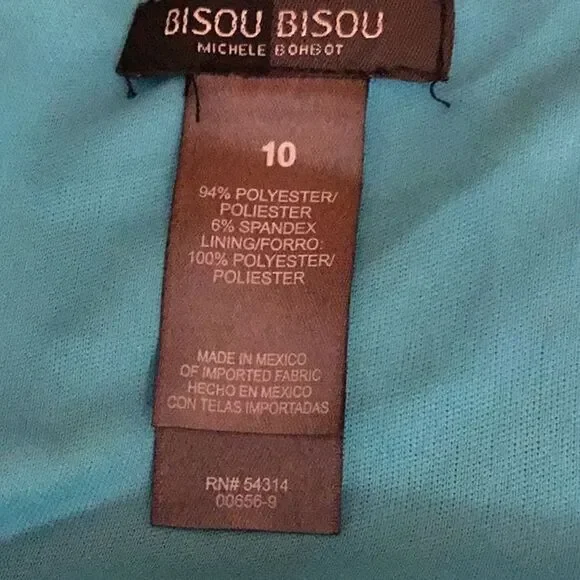 BISOU BISOU
MICHELE BOHBOT
10
94% POLYESTER/
POLIESTER
6% SPANDEX
LINING/FORRO:
100% POLYESTER/
POLIESTER
MADE IN MEXICO
OF IMPORTED FABRIC
HECHO EN MEXICO
CON TELAS IMPORTADAS
RN# 54314
00656-9